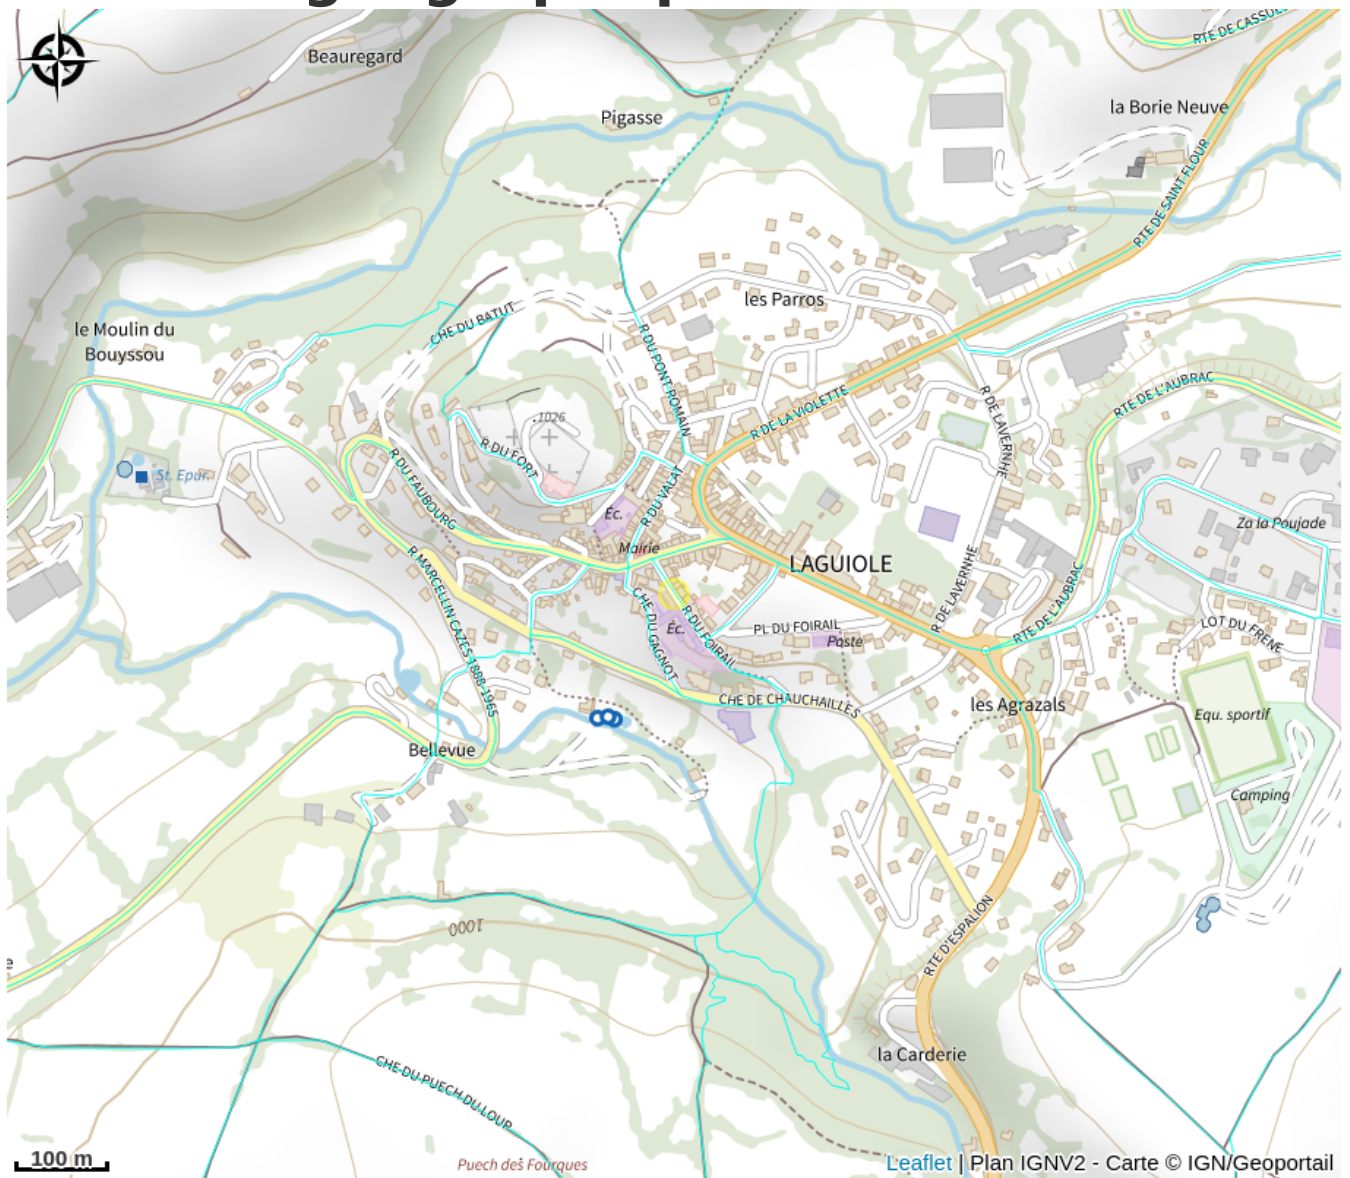 RTE DE CASSUÉ
Beauregard
la Borie Neuve
Pigasse
RTE DE SAINT FLOUR
les Parros
CHE DU BATUT
le Moulin du
Bouyssou
R DU PONT ROMAIN
RTE DE L'AUBRAC
R DE LA VIOLETTE
R DE LAVERNHE
.1026
R DU FORT
R DU FAUBOURG
St. Epur.
R DU VALAT
Éc.
Za la Poujade
Mairie
LAGUIOLE
R MARCELLIN CAZES 1888-1965
R DE LAVERNHE
RTE DE L'AUBRAC
CHE DU GAGNOT
R DU FOIRAIL
Éc.
PL DU FOIRAIL
Poste
LOT DU FRENE
CHE DE CHAUCHAILLES
les Agrazals
Equ. sportif
Bellevue
Camping
1000
RTE D'ESPALION
la Carderie
CHE DU PUECH DU LOUP
100 m
Puech des Fourques
Leaflet | Plan IGNV2 - Carte © IGN/Geoportail